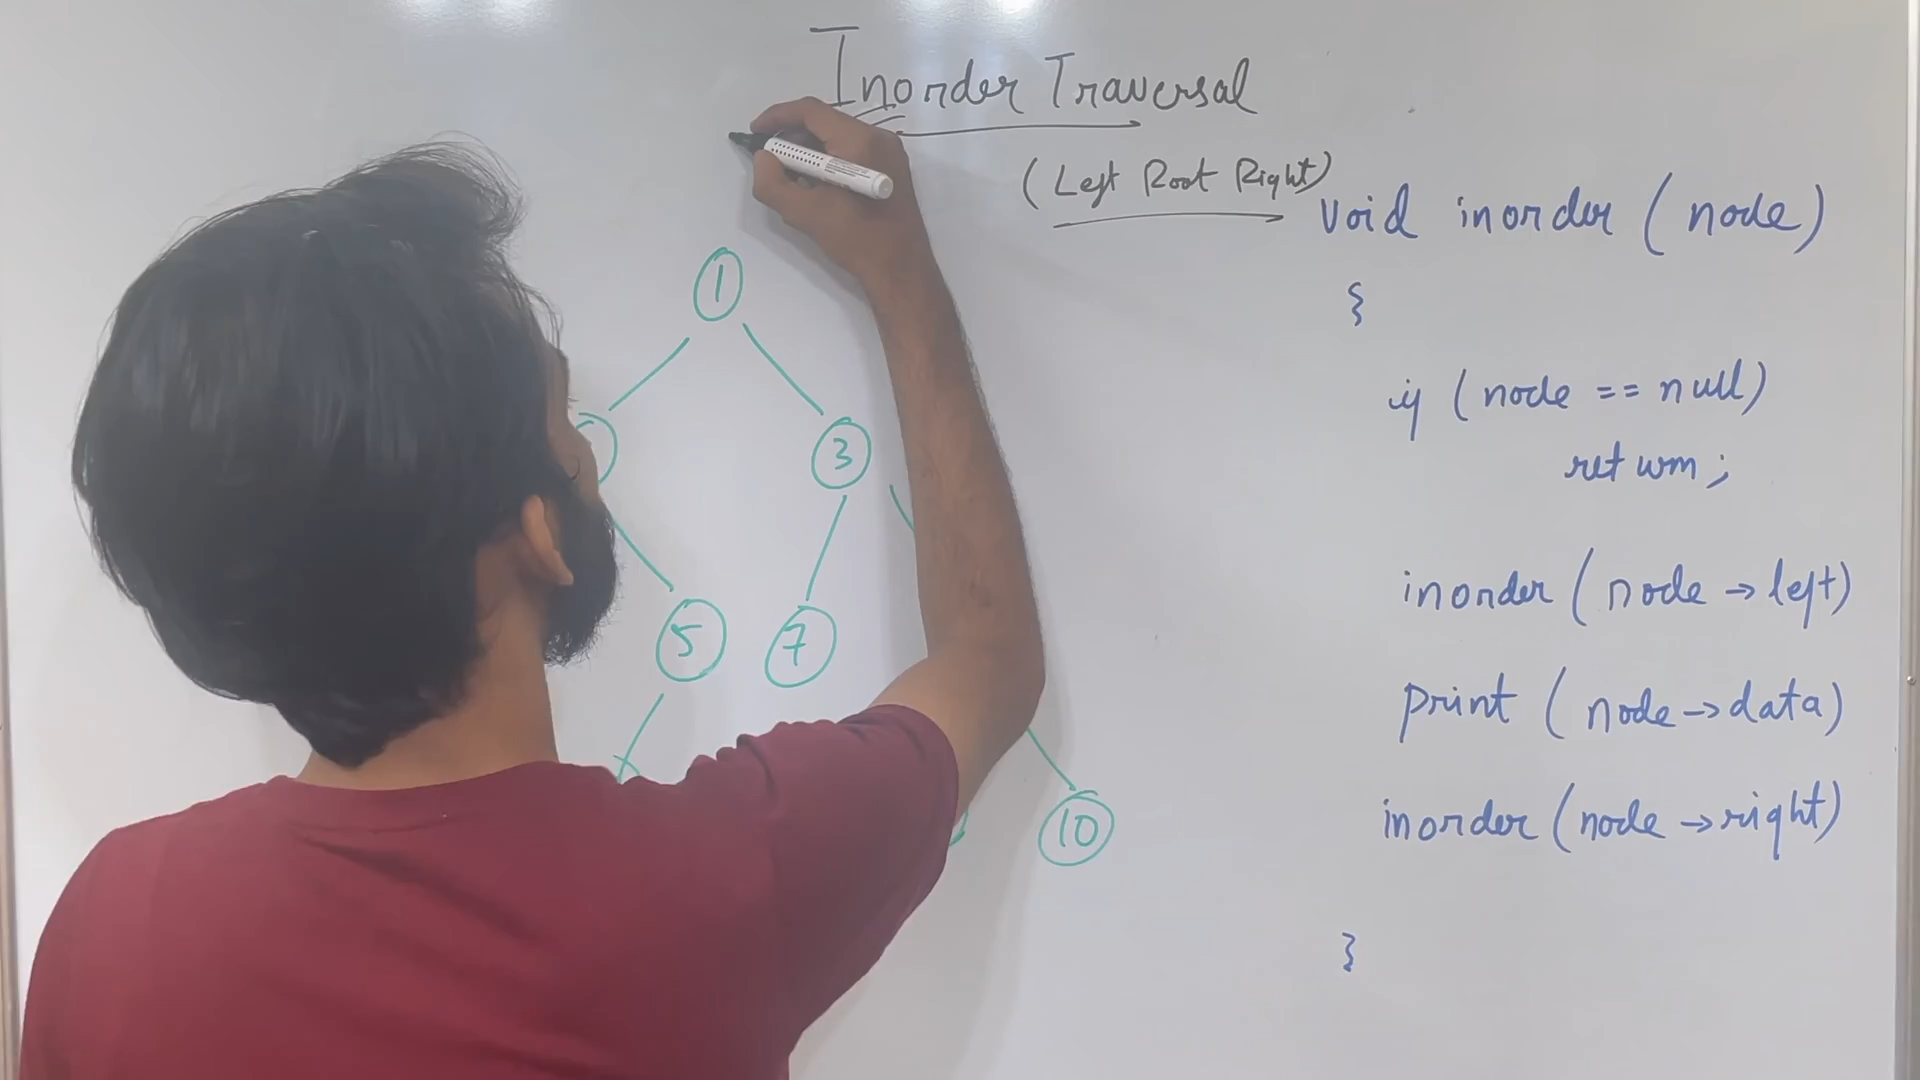 Inorder Traversal
(Left Root Right)
void inorder (node)
{
if (node == null)
return;
inorder (node → left)
print (node → data)
inorder (node → right)
}
1
3
5
7
10